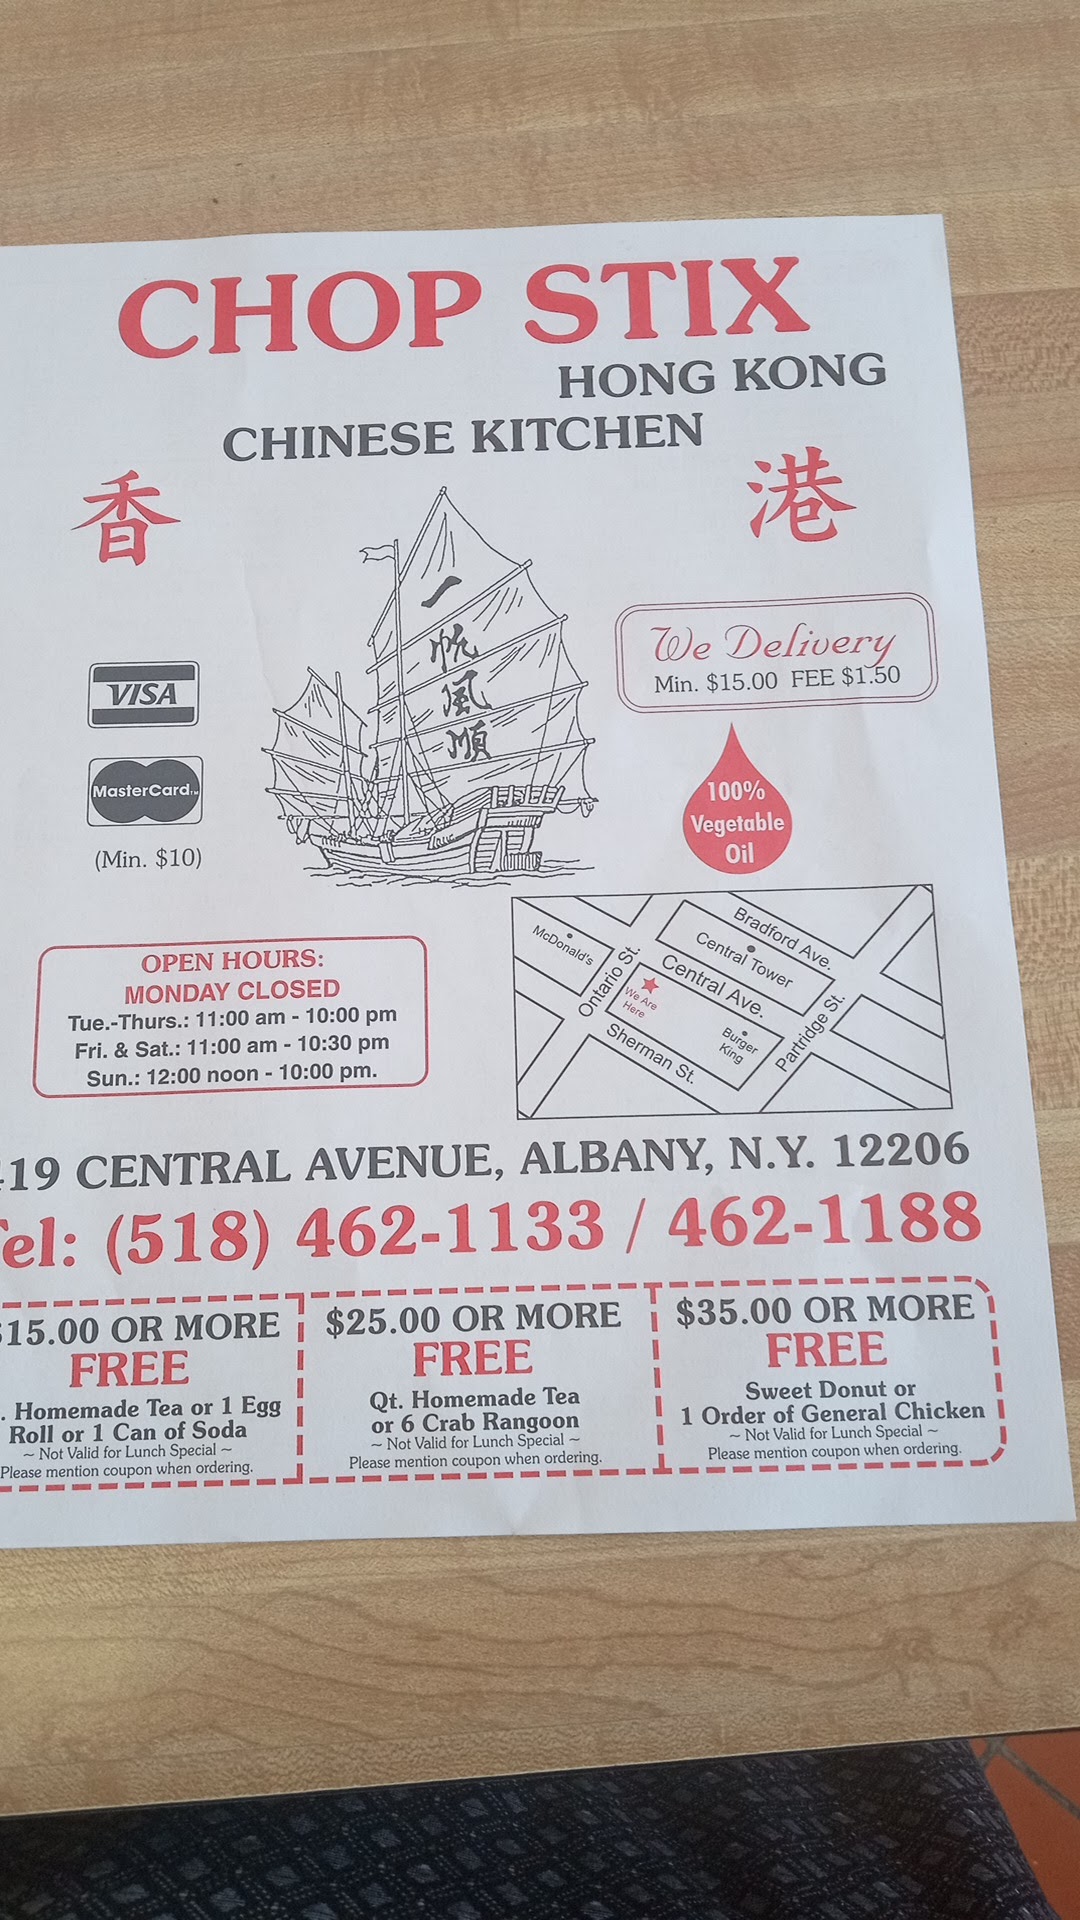 CHOP STIX
HONG KONG
CHINESE KITCHEN
香 港
一帆風順
We Delivery
Min. $15.00 FEE $1.50
VISA
MasterCard
(Min. $10)
100%
Vegetable
Oil
OPEN HOURS:
MONDAY CLOSED
Tue.-Thurs.: 11:00 am - 10:00 pm
Fri. & Sat.: 11:00 am - 10:30 pm
Sun.: 12:00 noon - 10:00 pm.
McDonald's
Ontario St.
Bradford Ave.
Central Tower
Central Ave.
We Are
Here
Burger
King
Partridge St.
Sherman St.
19 CENTRAL AVENUE, ALBANY, N.Y. 12206
el: (518) 462-1133 / 462-1188
15.00 OR MORE
FREE
. Homemade Tea or 1 Egg
Roll or 1 Can of Soda
~ Not Valid for Lunch Special ~
Please mention coupon when ordering.
$25.00 OR MORE
FREE
Qt. Homemade Tea
or 6 Crab Rangoon
~ Not Valid for Lunch Special ~
Please mention coupon when ordering.
$35.00 OR MORE
FREE
Sweet Donut or
1 Order of General Chicken
~ Not Valid for Lunch Special ~
Please mention coupon when ordering.